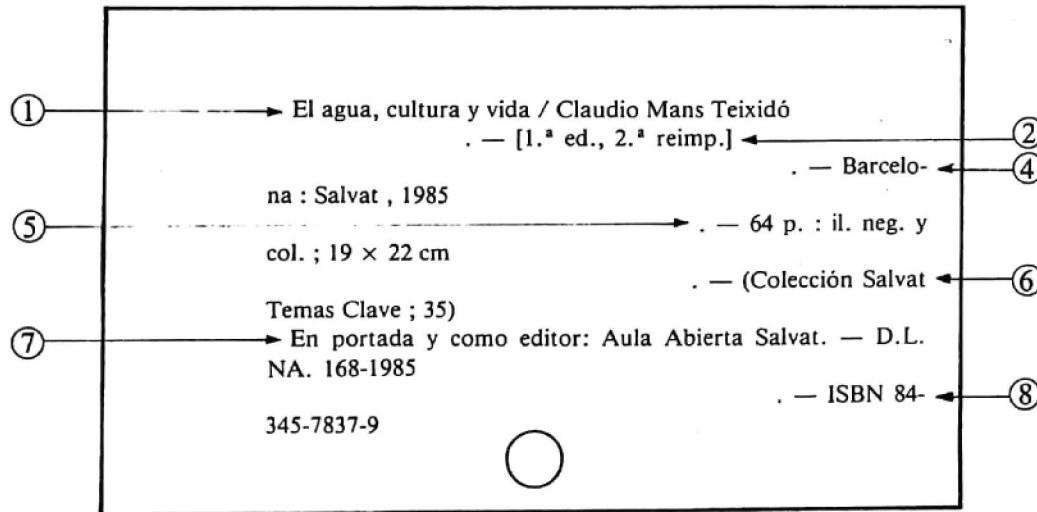 ① El agua, cultura y vida / Claudio Mans Teixidó
. — [1.ª ed., 2.ª reimp.] ②
. — Barcelo- ④
na : Salvat , 1985
⑤ . — 64 p. : il. neg. y
col. ; 19 × 22 cm
. — (Colección Salvat ⑥
Temas Clave ; 35)
⑦ En portada y como editor: Aula Abierta Salvat. — D.L.
NA. 168-1985
. — ISBN 84- ⑧
345-7837-9